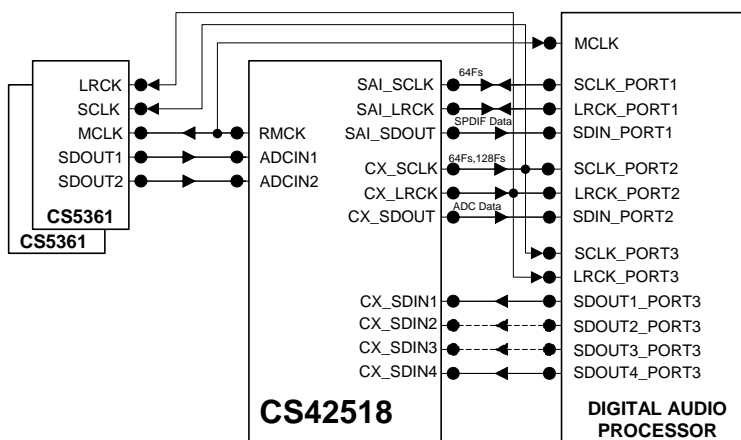 LRCK
SCLK
MCLK
SDOUT1
SDOUT2
CS5361
CS5361
RMCK
ADCIN1
ADCIN2
SAI_SCLK
SAI_LRCK
SAI_SDOUT
CX_SCLK
CX_LRCK
CX_SDOUT
CX_SDIN1
CX_SDIN2
CX_SDIN3
CX_SDIN4
CS42518
64Fs
SPDIF Data
64Fs,128Fs
ADC Data
MCLK
SCLK_PORT1
LRCK_PORT1
SDIN_PORT1
SCLK_PORT2
LRCK_PORT2
SDIN_PORT2
SCLK_PORT3
LRCK_PORT3
SDOUT1_PORT3
SDOUT2_PORT3
SDOUT3_PORT3
SDOUT4_PORT3
DIGITAL AUDIO
PROCESSOR